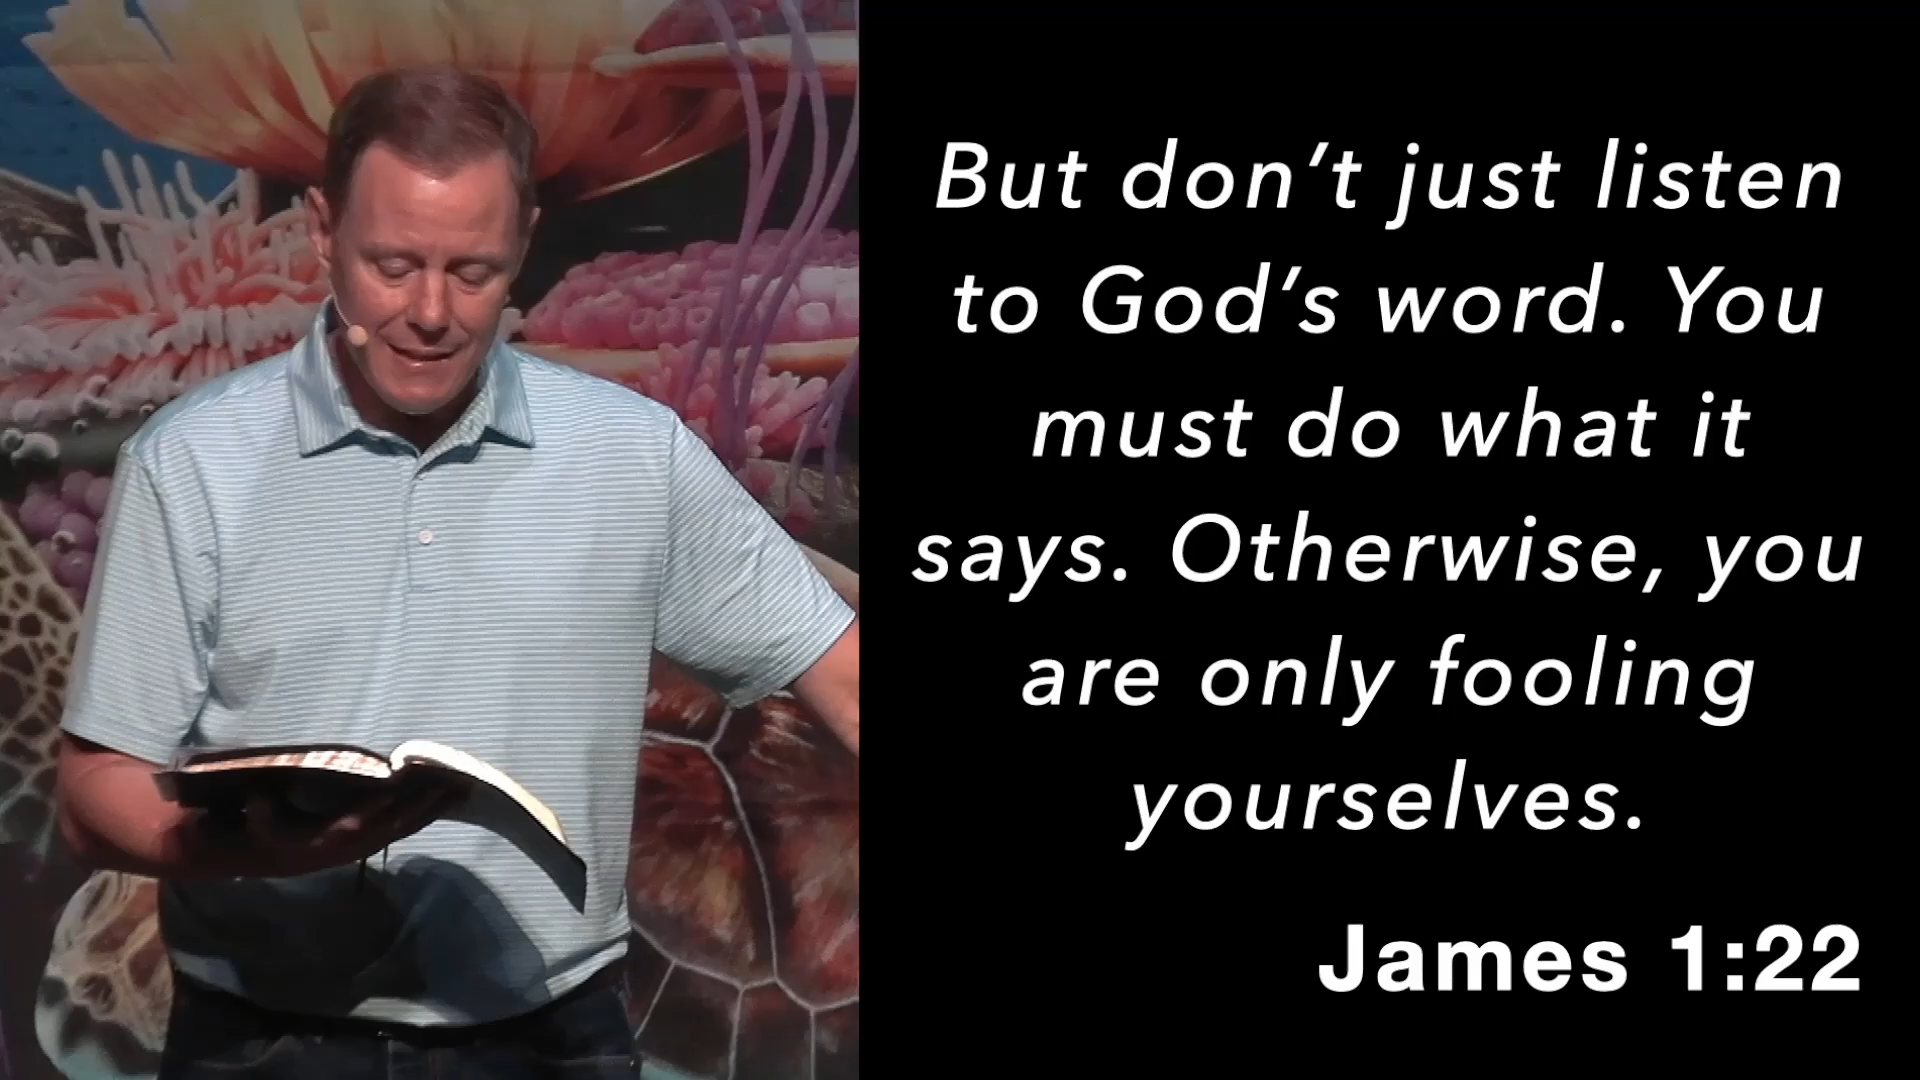 But don’t just listen
to God’s word. You
must do what it
says. Otherwise, you
are only fooling
yourselves.
James 1:22